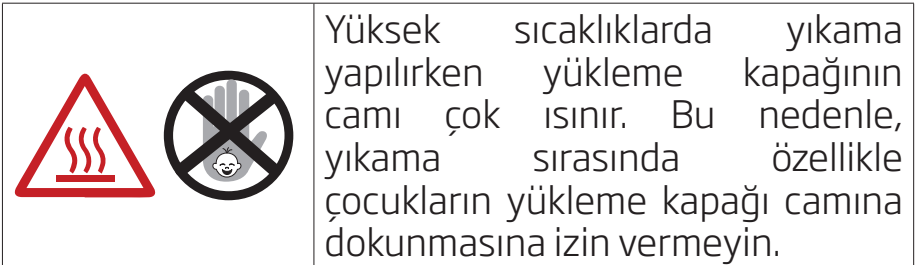 Yüksek sıcaklıklarda yıkama
yapılırken yükleme kapağının
camı çok ısınır. Bu nedenle,
yıkama sırasında özellikle
çocukların yükleme kapağı camına
dokunmasına izin vermeyin.